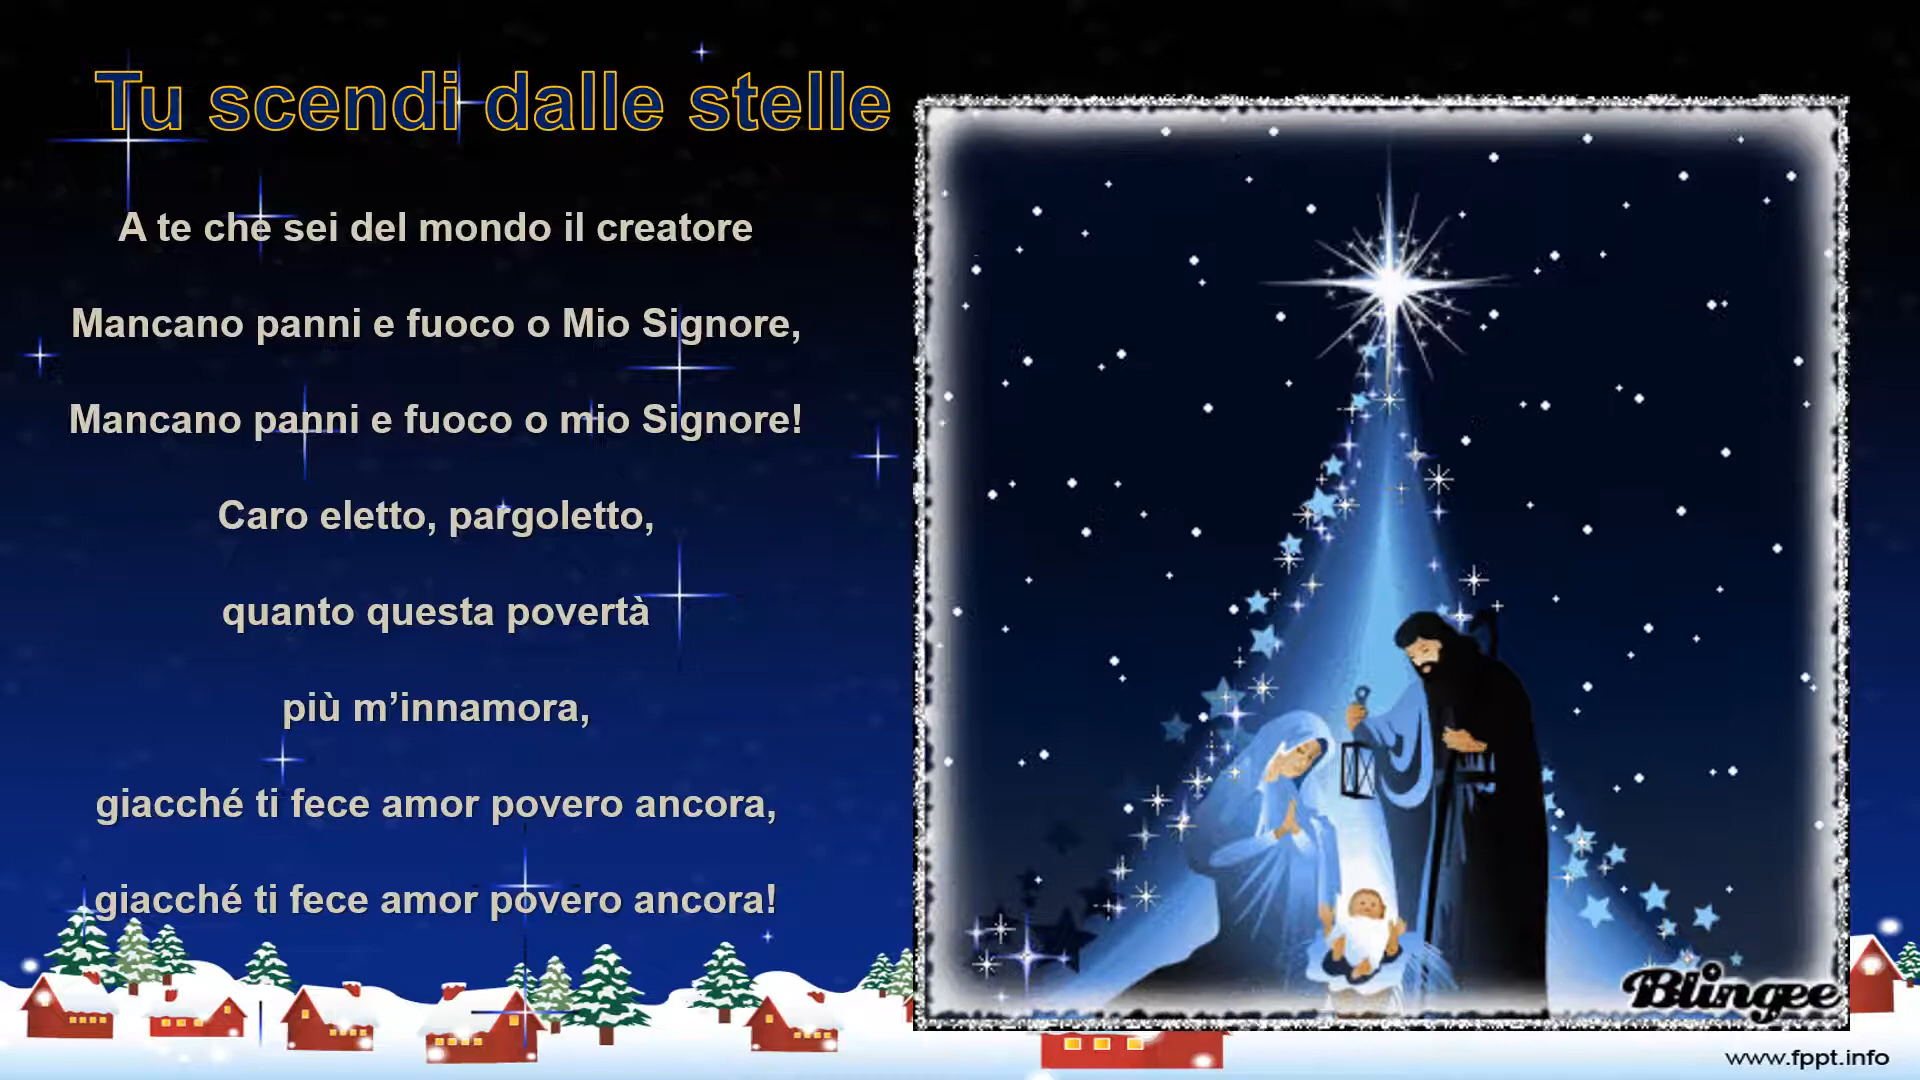 Tu scendi dalle stelle
A te che sei del mondo il creatore
Mancano panni e fuoco o Mio Signore,
Mancano panni e fuoco o mio Signore!
Caro eletto, pargoletto,
quanto questa povertà
più m’innamora,
giacché ti fece amor povero ancora,
giacché ti fece amor povero ancora!
Blingee
www.fppt.info